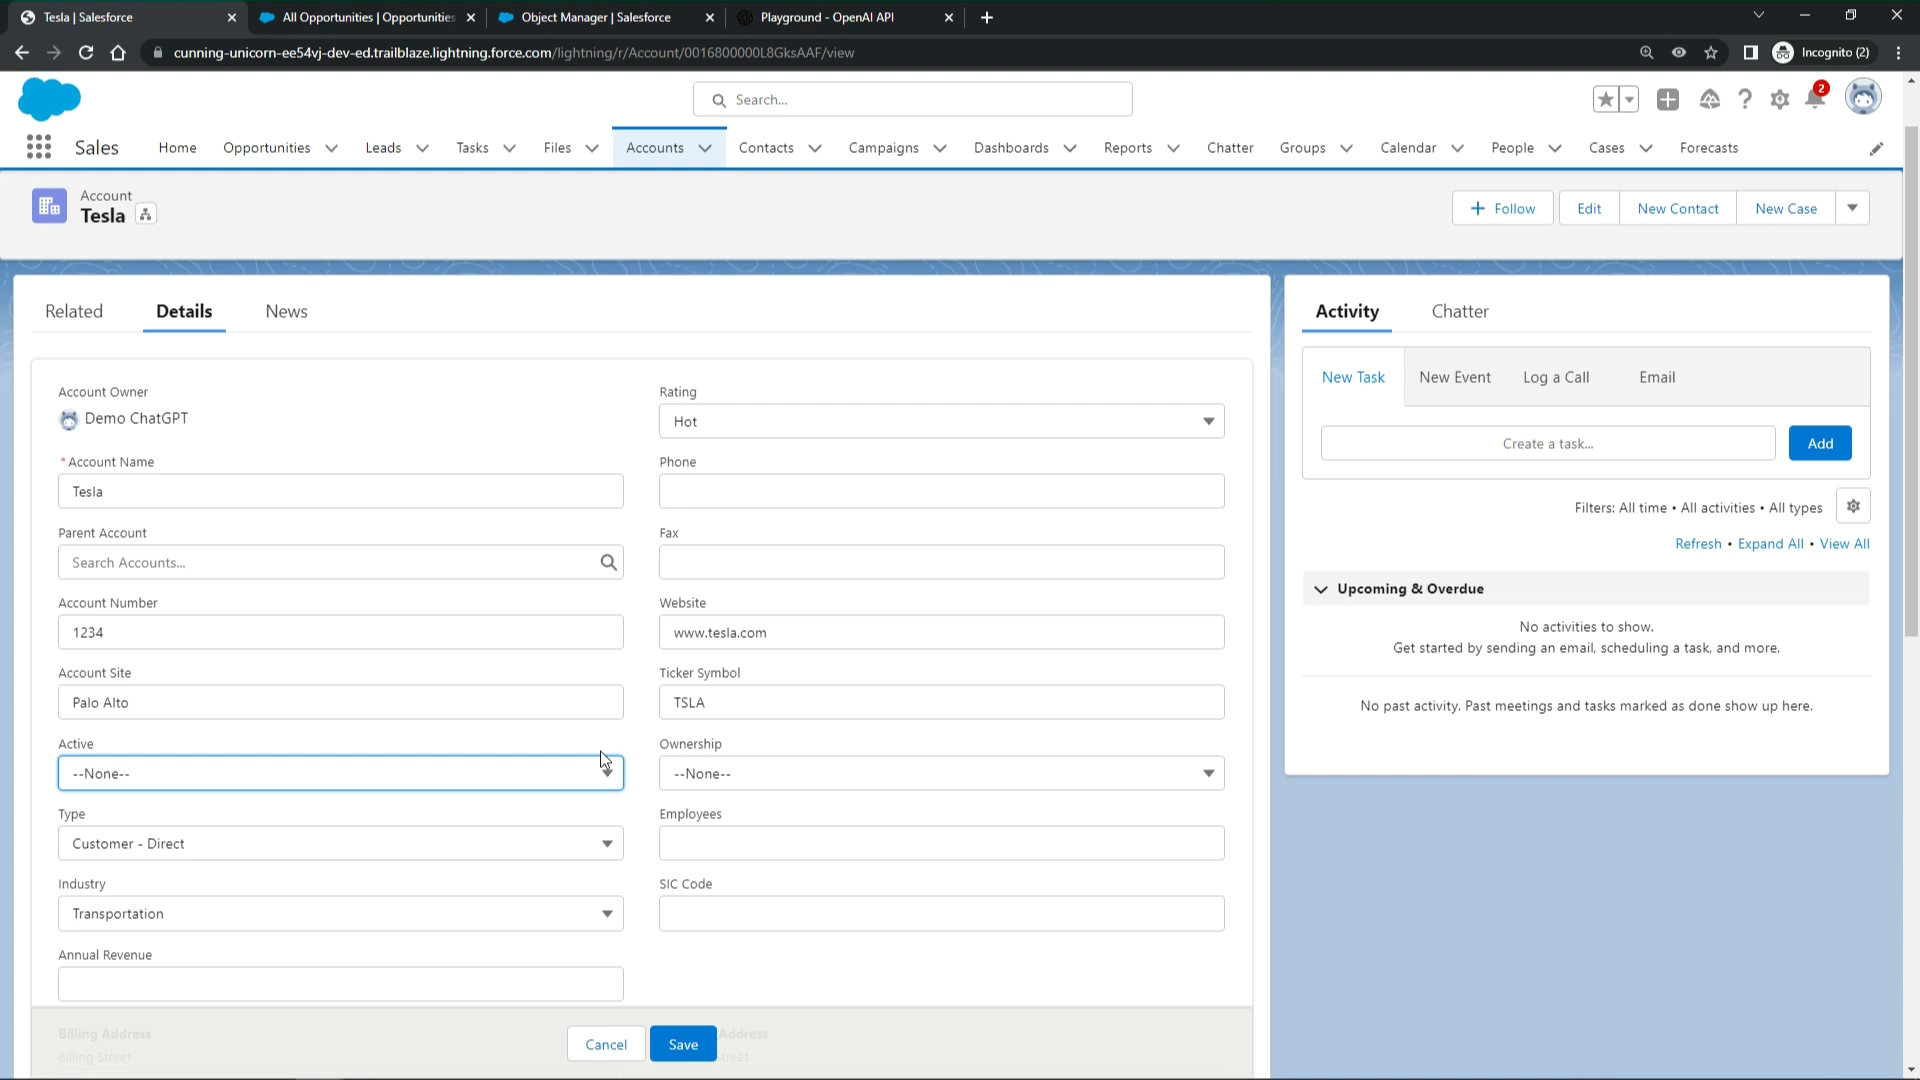 Tesla | Salesforce
All Opportunities | Opportunities
Object Manager | Salesforce
Playground - OpenAI API
cunning-unicorn-ee54vj-dev-ed.trailblaze.lightning.force.com/lightning/r/Account/0016800000L8GksAAF/view
Incognito (2)
Search...
2
Sales
Home
Opportunities
Leads
Tasks
Files
Accounts
Contacts
Campaigns
Dashboards
Reports
Chatter
Groups
Calendar
People
Cases
Forecasts
Account
Tesla
Follow
Edit
New Contact
New Case
Related
Details
News
Account Owner
Demo ChatGPT
Rating
Hot
*Account Name
Tesla
Phone
Parent Account
Search Accounts...
Fax
Account Number
1234
Website
www.tesla.com
Account Site
Palo Alto
Ticker Symbol
TSLA
Active
--None--
Ownership
--None--
Type
Customer - Direct
Employees
Industry
Transportation
SIC Code
Annual Revenue
Billing Address
Address
Billing Street
Street
Cancel
Save
Activity
Chatter
New Task
New Event
Log a Call
Email
Create a task...
Add
Filters: All time • All activities • All types
Refresh • Expand All • View All
Upcoming & Overdue
No activities to show.
Get started by sending an email, scheduling a task, and more.
No past activity. Past meetings and tasks marked as done show up here.